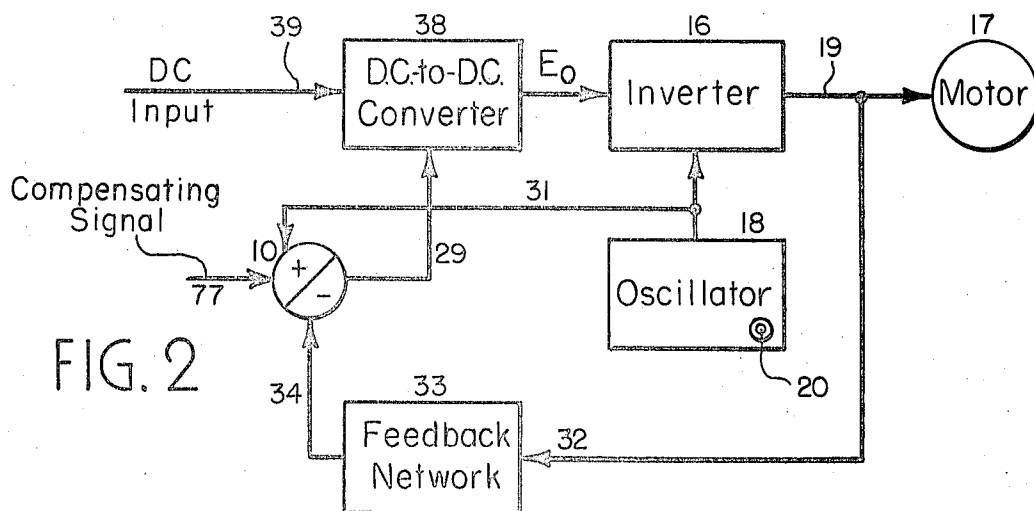 39
38
16
17
DC
Input
D.C.-to-D.C.
Converter
E₀
Inverter
19
Motor
Compensating
Signal
31
10
+
-
29
18
77
Oscillator
20
FIG. 2
34
33
32
Feedback
Network